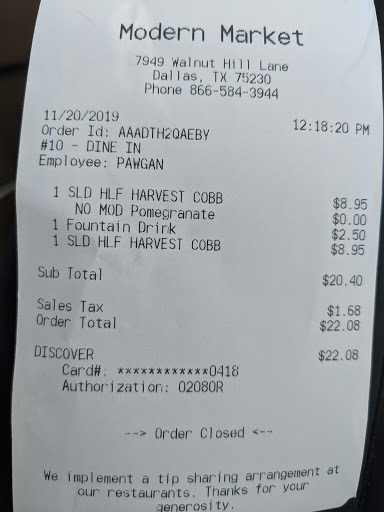 Modern Market
7949 Walnut Hill Lane
Dallas, TX 75230
Phone 866-584-3944
11/20/2019 12:18:20 PM
Order Id: AAADTH2QAEBY
#10 - DINE IN
Employee: PAWGAN
1 SLD HLF HARVEST COBB $8.95
NO MOD Pomegranate $0.00
1 Fountain Drink $2.50
1 SLD HLF HARVEST COBB $8.95
Sub Total $20.40
Sales Tax $1.68
Order Total $22.08
DISCOVER $22.08
Card#: ************0418
Authorization: 02080R
--> Order Closed <--
We implement a tip sharing arrangement at
our restaurants. Thanks for your
generosity.